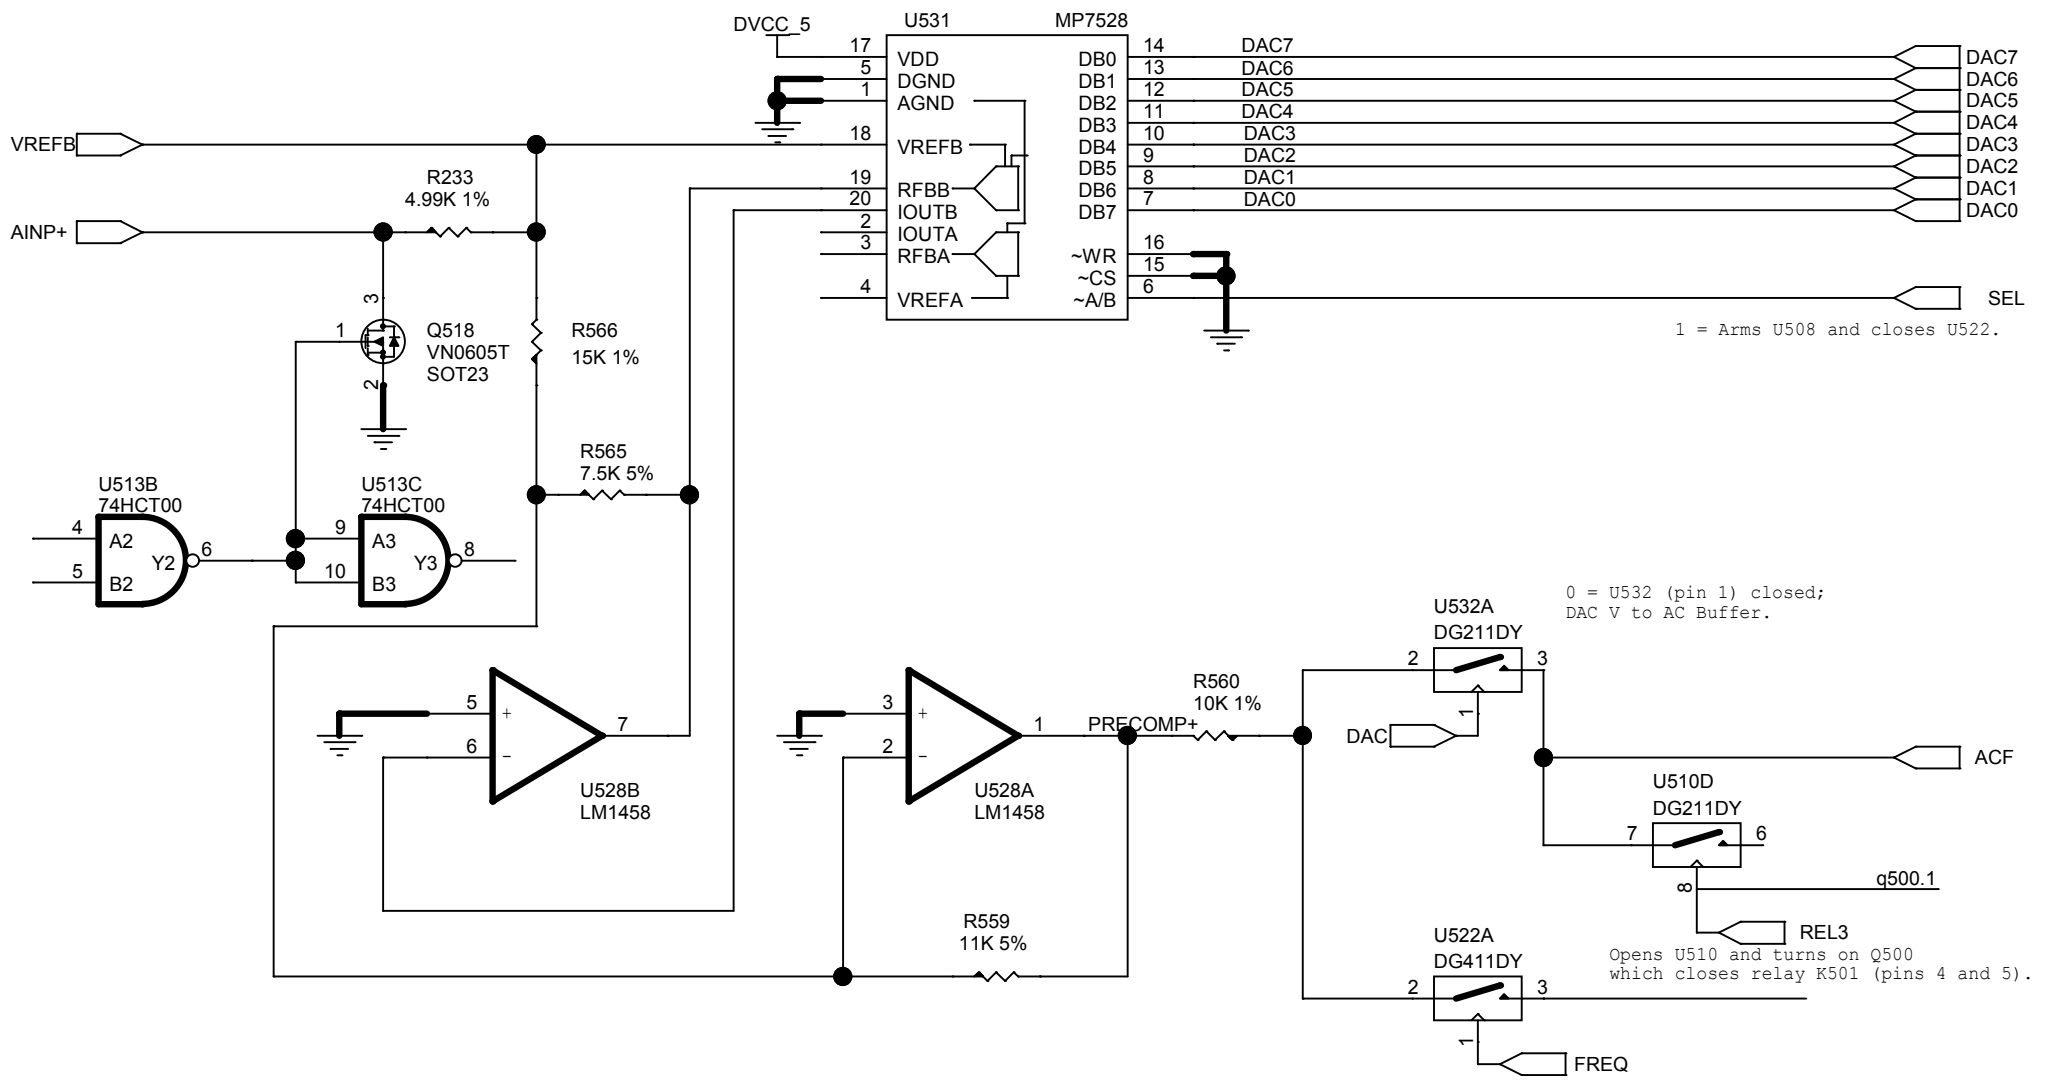 DVCC_5
U531 MP7528
17 VDD DB0 14 DAC7 DAC7
5 DGND DB1 13 DAC6 DAC6
1 AGND DB2 12 DAC5 DAC5
DB3 11 DAC4 DAC4
VREFB 18 VREFB DB4 10 DAC3 DAC3
DB5 9 DAC2 DAC2
19 RFBB DB6 8 DAC1 DAC1
20 IOUTB DB7 7 DAC0 DAC0
R233
4.99K 1%
AINP+
2 IOUTA
3 RFBA ~WR 16
~CS 15
4 VREFA ~A/B 6 SEL
1 = Arms U508 and closes U522.
3
1
2
Q518
VN0605T
SOT23
R566
15K 1%
R565
7.5K 5%
U513B
74HCT00
4 A2
5 B2
Y2 6
U513C
74HCT00
9 A3
10 B3
Y3 8
0 = U532 (pin 1) closed;
DAC V to AC Buffer.
U532A
DG211DY
2 3
1
DAC
5 +
6 −
7
U528B
LM1458
3 +
2 −
1
U528A
LM1458
PRECOMP+
R560
10K 1%
ACF
U510D
DG211DY
7 6
8
q500.1
REL3
Opens U510 and turns on Q500
which closes relay K501 (pins 4 and 5).
R559
11K 5%
U522A
DG411DY
2 3
1
FREQ